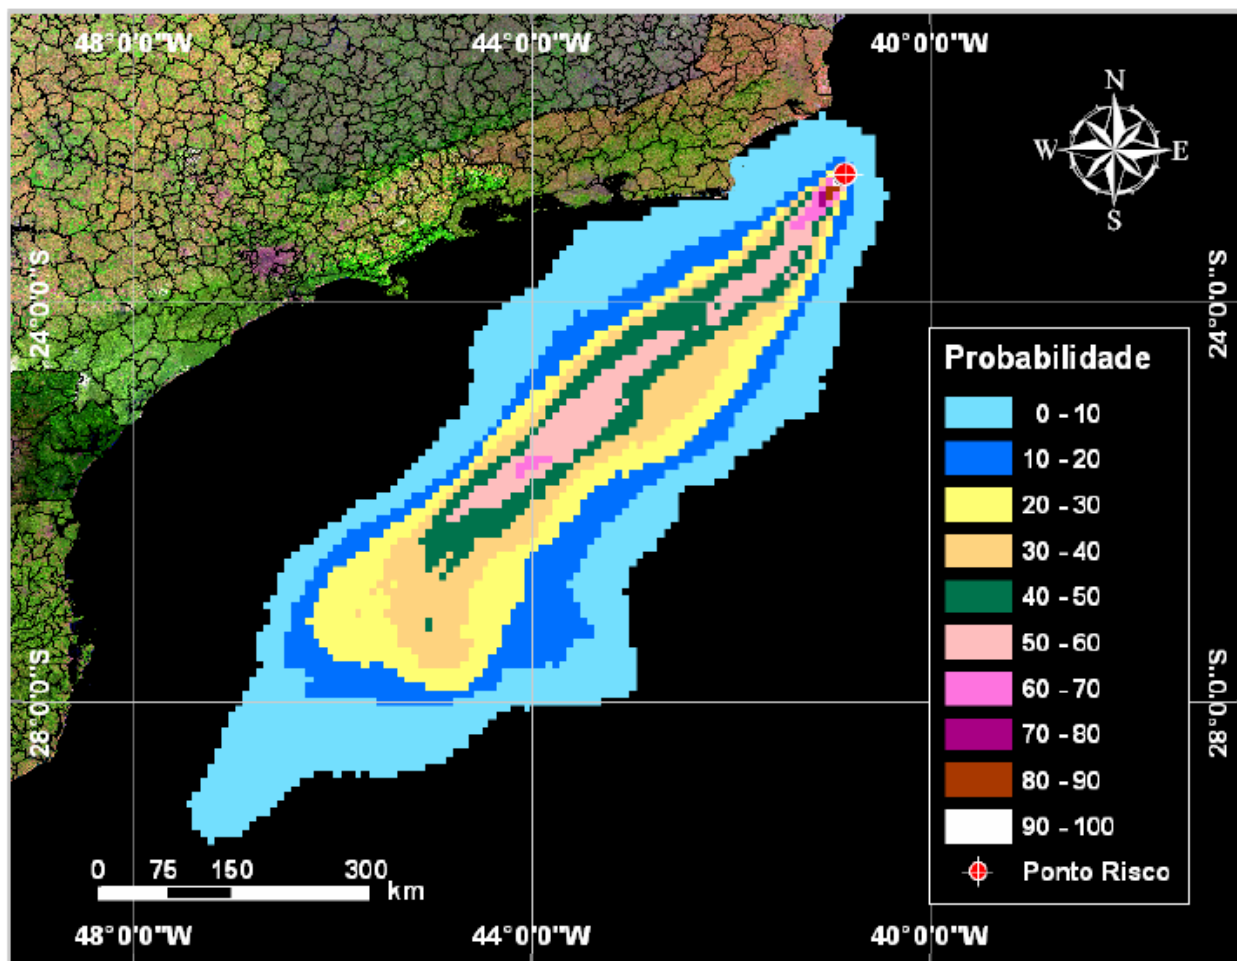 48°0'0"W 44°0'0"W 40°0'0"W
N
W E
S
24°0'0"S
24°0'0"S
Probabilidade
0 - 10
10 - 20
20 - 30
30 - 40
40 - 50
50 - 60
60 - 70
70 - 80
80 - 90
90 - 100
Ponto Risco
28°0'0"S
28°0'0"S
0 75 150 300
km
48°0'0"W 44°0'0"W 40°0'0"W